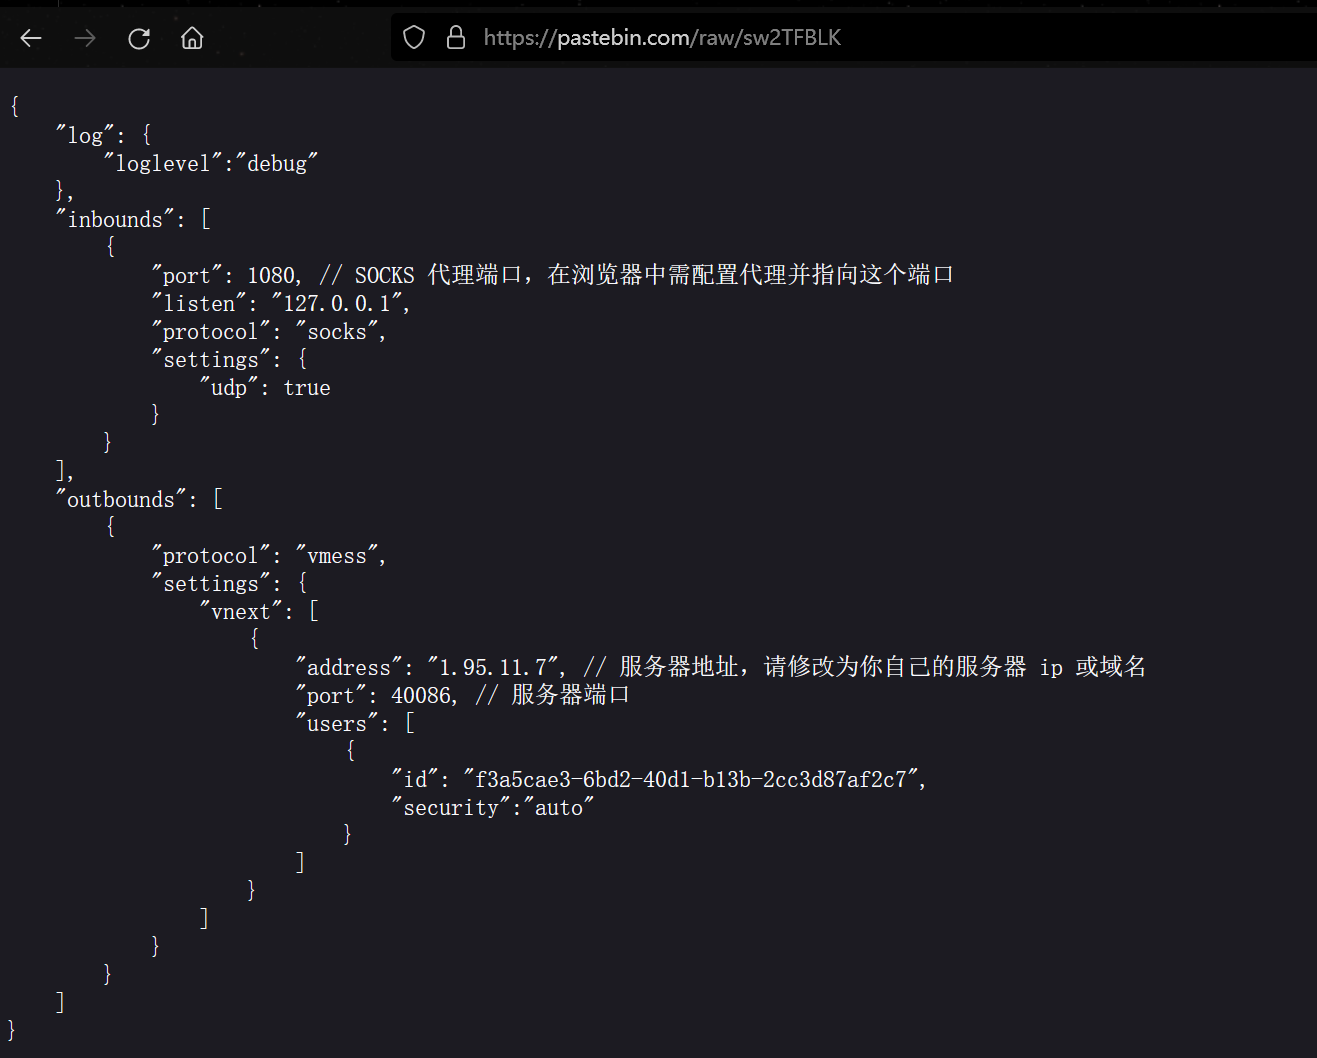 https://pastebin.com/raw/sw2TFBLK
{
    "log": {
        "loglevel":"debug"
    },
    "inbounds": [
        {
            "port": 1080, // SOCKS 代理端口，在浏览器中需配置代理并指向这个端口
            "listen": "127.0.0.1",
            "protocol": "socks",
            "settings": {
                "udp": true
            }
        }
    ],
    "outbounds": [
        {
            "protocol": "vmess",
            "settings": {
                "vnext": [
                    {
                        "address": "1.95.11.7", // 服务器地址，请修改为你自己的服务器 ip 或域名
                        "port": 40086, // 服务器端口
                        "users": [
                            {
                                "id": "f3a5cae3-6bd2-40d1-b13b-2cc3d87af2c7",
                                "security":"auto"
                            }
                        ]
                    }
                ]
            }
        }
    ]
}